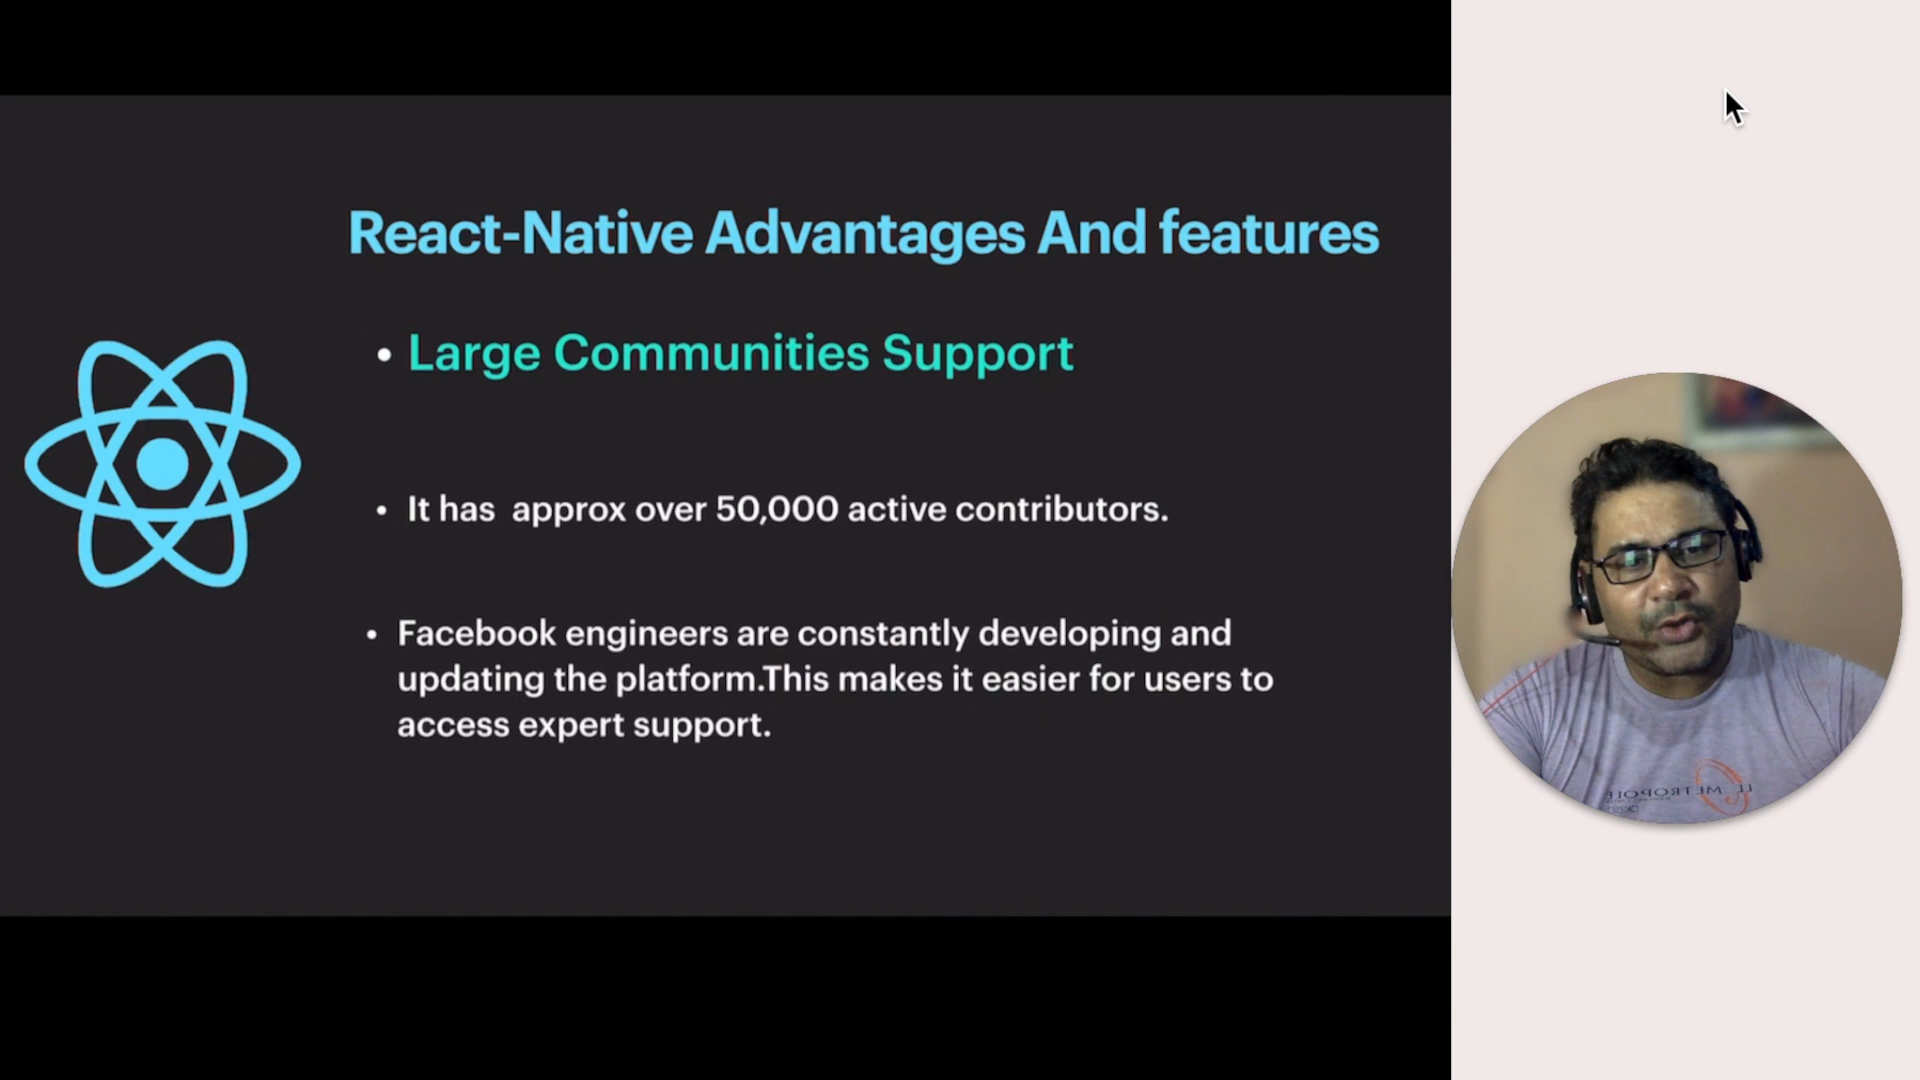 React-Native Advantages And features
• Large Communities Support
• It has approx over 50,000 active contributors.
• Facebook engineers are constantly developing and
updating the platform.This makes it easier for users to
access expert support.
METROPOLE